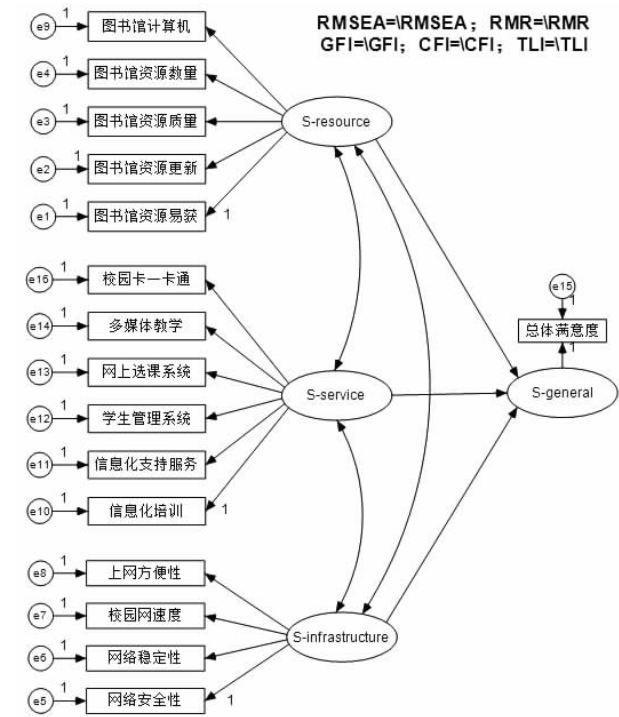 RMSEA=\RMSEA； RMR=\RMR
GFI=\GFI； CFI=\CFI； TLI=\TLI
e9 1 图书馆计算机
e4 1 图书馆资源数量
e3 1 图书馆资源质量
e2 1 图书馆资源更新
e1 1 图书馆资源易获 1
S-resource
e16 1 校园卡一卡通
e14 1 多媒体教学
e13 1 网上选课系统
e12 1 学生管理系统
e11 1 信息化支持服务
e10 1 信息化培训 1
S-service
e15
1
总体满意度
1
S-general
e8 1 上网方便性
e7 1 校园网速度
e6 1 网络稳定性
e5 1 网络安全性 1
S-infrastructure